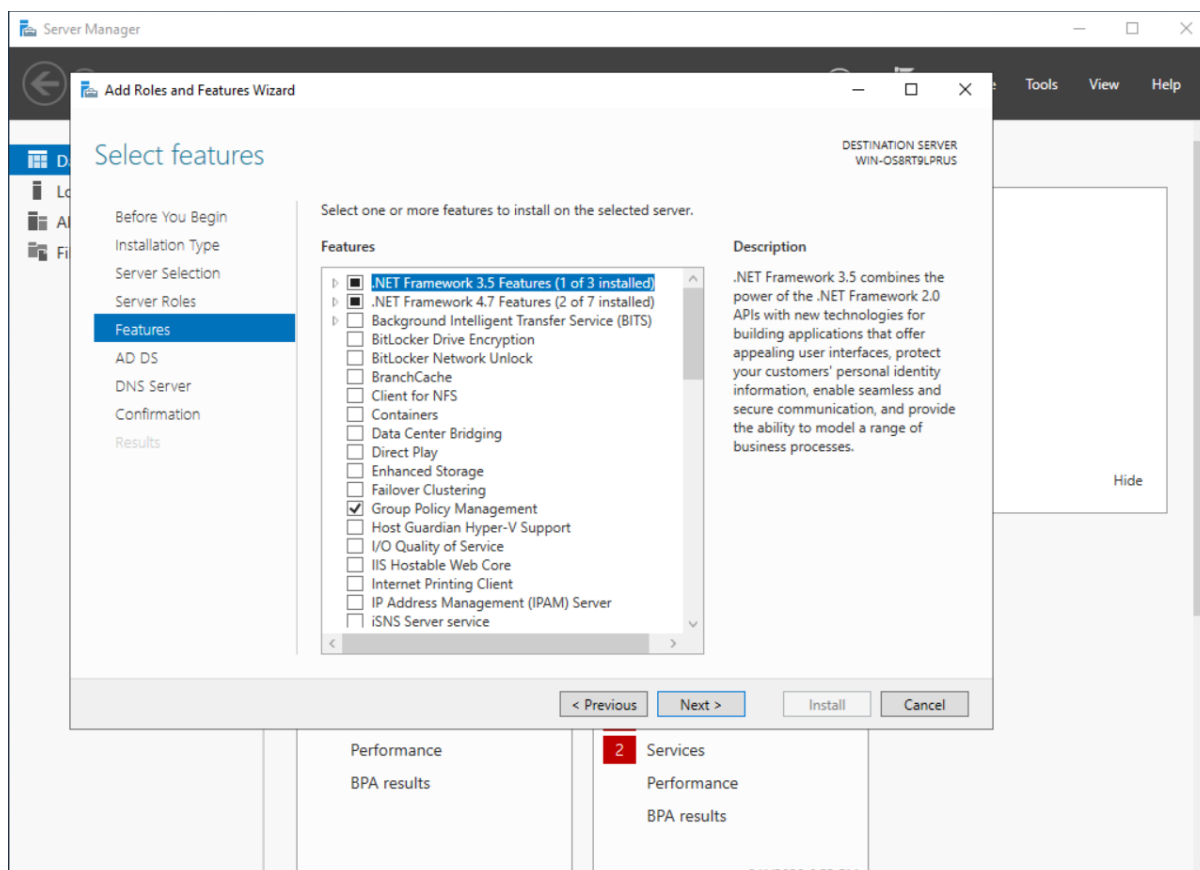 Server Manager
Tools
View
Help
Add Roles and Features Wizard
Select features
DESTINATION SERVER
WIN-OS8RT9LPRUS
Before You Begin
Installation Type
Server Selection
Server Roles
Features
AD DS
DNS Server
Confirmation
Results
Select one or more features to install on the selected server.
Features
.NET Framework 3.5 Features (1 of 3 installed)
.NET Framework 4.7 Features (2 of 7 installed)
Background Intelligent Transfer Service (BITS)
BitLocker Drive Encryption
BitLocker Network Unlock
BranchCache
Client for NFS
Containers
Data Center Bridging
Direct Play
Enhanced Storage
Failover Clustering
Group Policy Management
Host Guardian Hyper-V Support
I/O Quality of Service
IIS Hostable Web Core
Internet Printing Client
IP Address Management (IPAM) Server
iSNS Server service
Description
.NET Framework 3.5 combines the
power of the .NET Framework 2.0
APIs with new technologies for
building applications that offer
appealing user interfaces, protect
your customers' personal identity
information, enable seamless and
secure communication, and provide
the ability to model a range of
business processes.
Hide
< Previous
Next >
Install
Cancel
Performance
BPA results
2 Services
Performance
BPA results